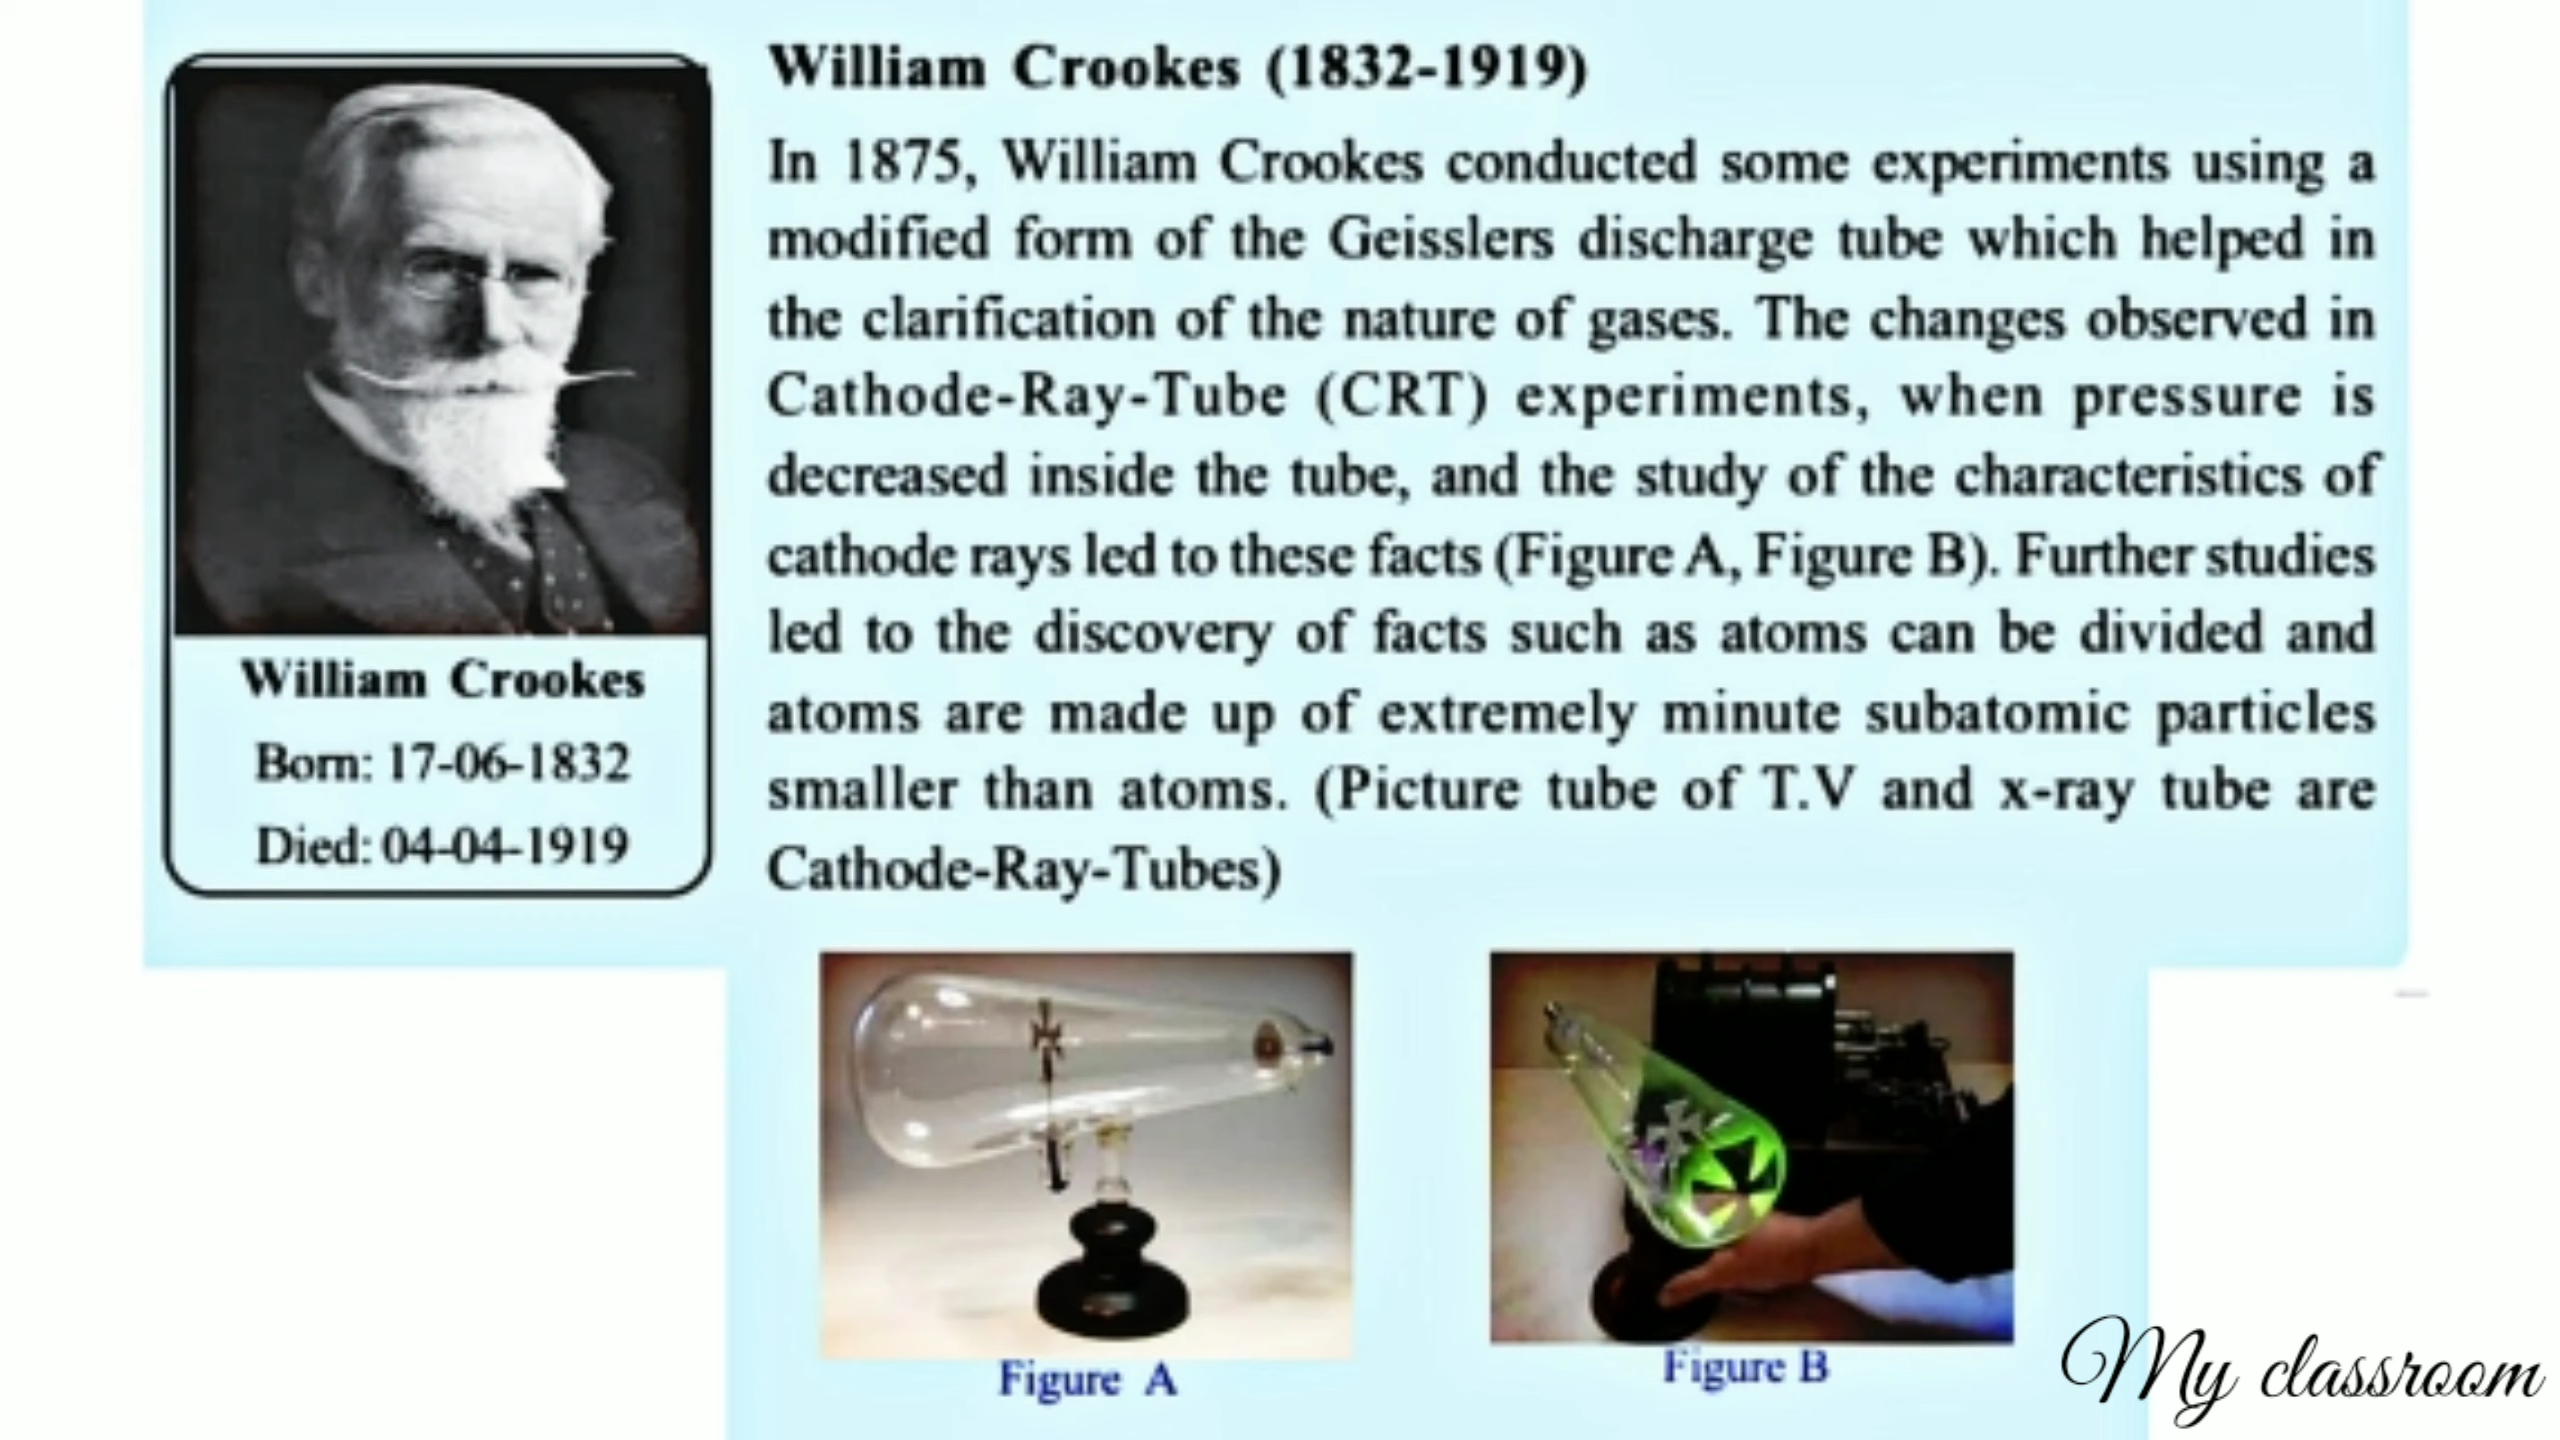 William Crookes (1832-1919)
In 1875, William Crookes conducted some experiments using a
modified form of the Geisslers discharge tube which helped in
the clarification of the nature of gases. The changes observed in
Cathode-Ray-Tube (CRT) experiments, when pressure is
decreased inside the tube, and the study of the characteristics of
cathode rays led to these facts (Figure A, Figure B). Further studies
led to the discovery of facts such as atoms can be divided and
atoms are made up of extremely minute subatomic particles
smaller than atoms. (Picture tube of T.V and x-ray tube are
Cathode-Ray-Tubes)
William Crookes
Born: 17-06-1832
Died: 04-04-1919
Figure A
Figure B
My classroom